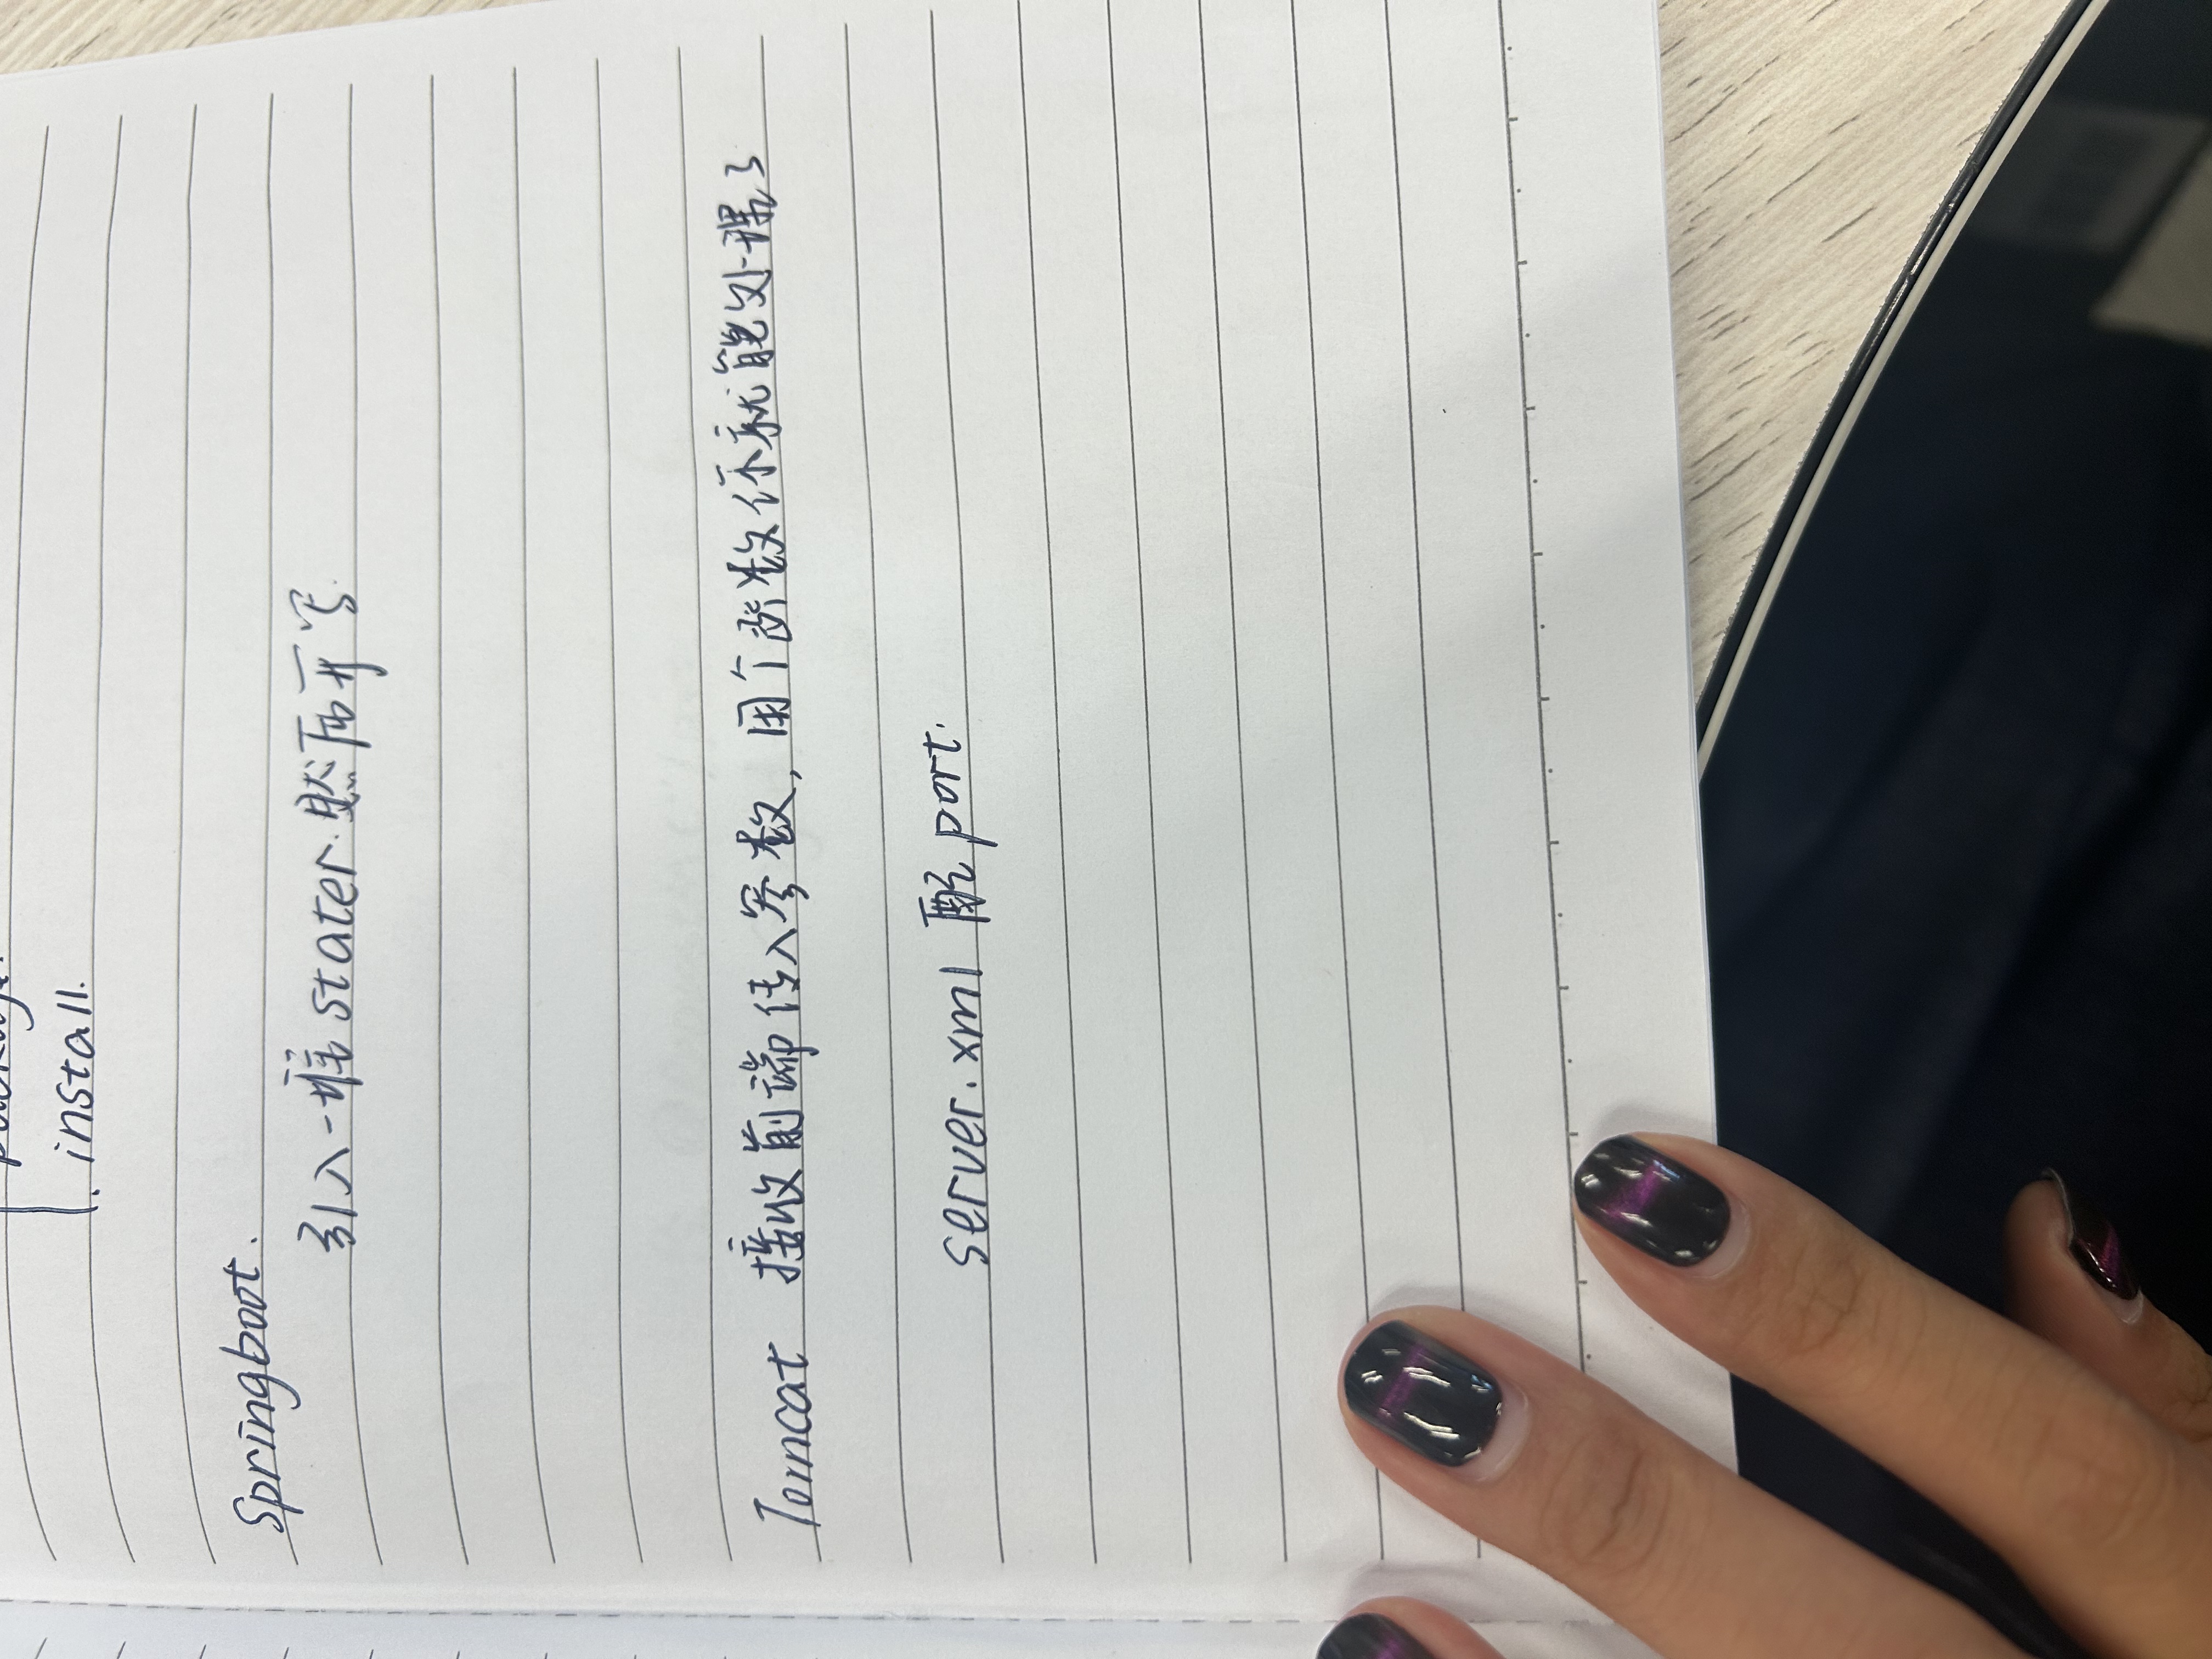 package.
install.
Springboot.
引入一堆 stater. 然后开写.
Tomcat 接收前端传入参数, 用个函数你就能处理了
server.xml 配 port.